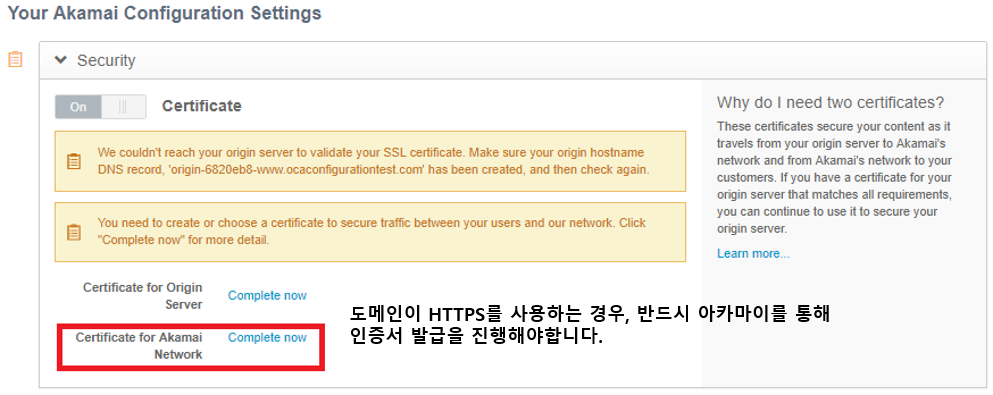 Your Akamai Configuration Settings
Security
On
Certificate
We couldn't reach your origin server to validate your SSL certificate. Make sure your origin hostname
DNS record, 'origin-6820eb8-www.ocaconfigurationtest.com' has been created, and then check again.
You need to create or choose a certificate to secure traffic between your users and our network. Click
"Complete now" for more detail.
Certificate for Origin
Server
Complete now
Certificate for Akamai
Network
Complete now
도메인이 HTTPS를 사용하는 경우, 반드시 아카마이를 통해
인증서 발급을 진행해야합니다.
Why do I need two certificates?
These certificates secure your content as it
travels from your origin server to Akamai's
network and from Akamai's network to your
customers. If you have a certificate for your
origin server that matches all requirements,
you can continue to use it to secure your
origin server.
Learn more...